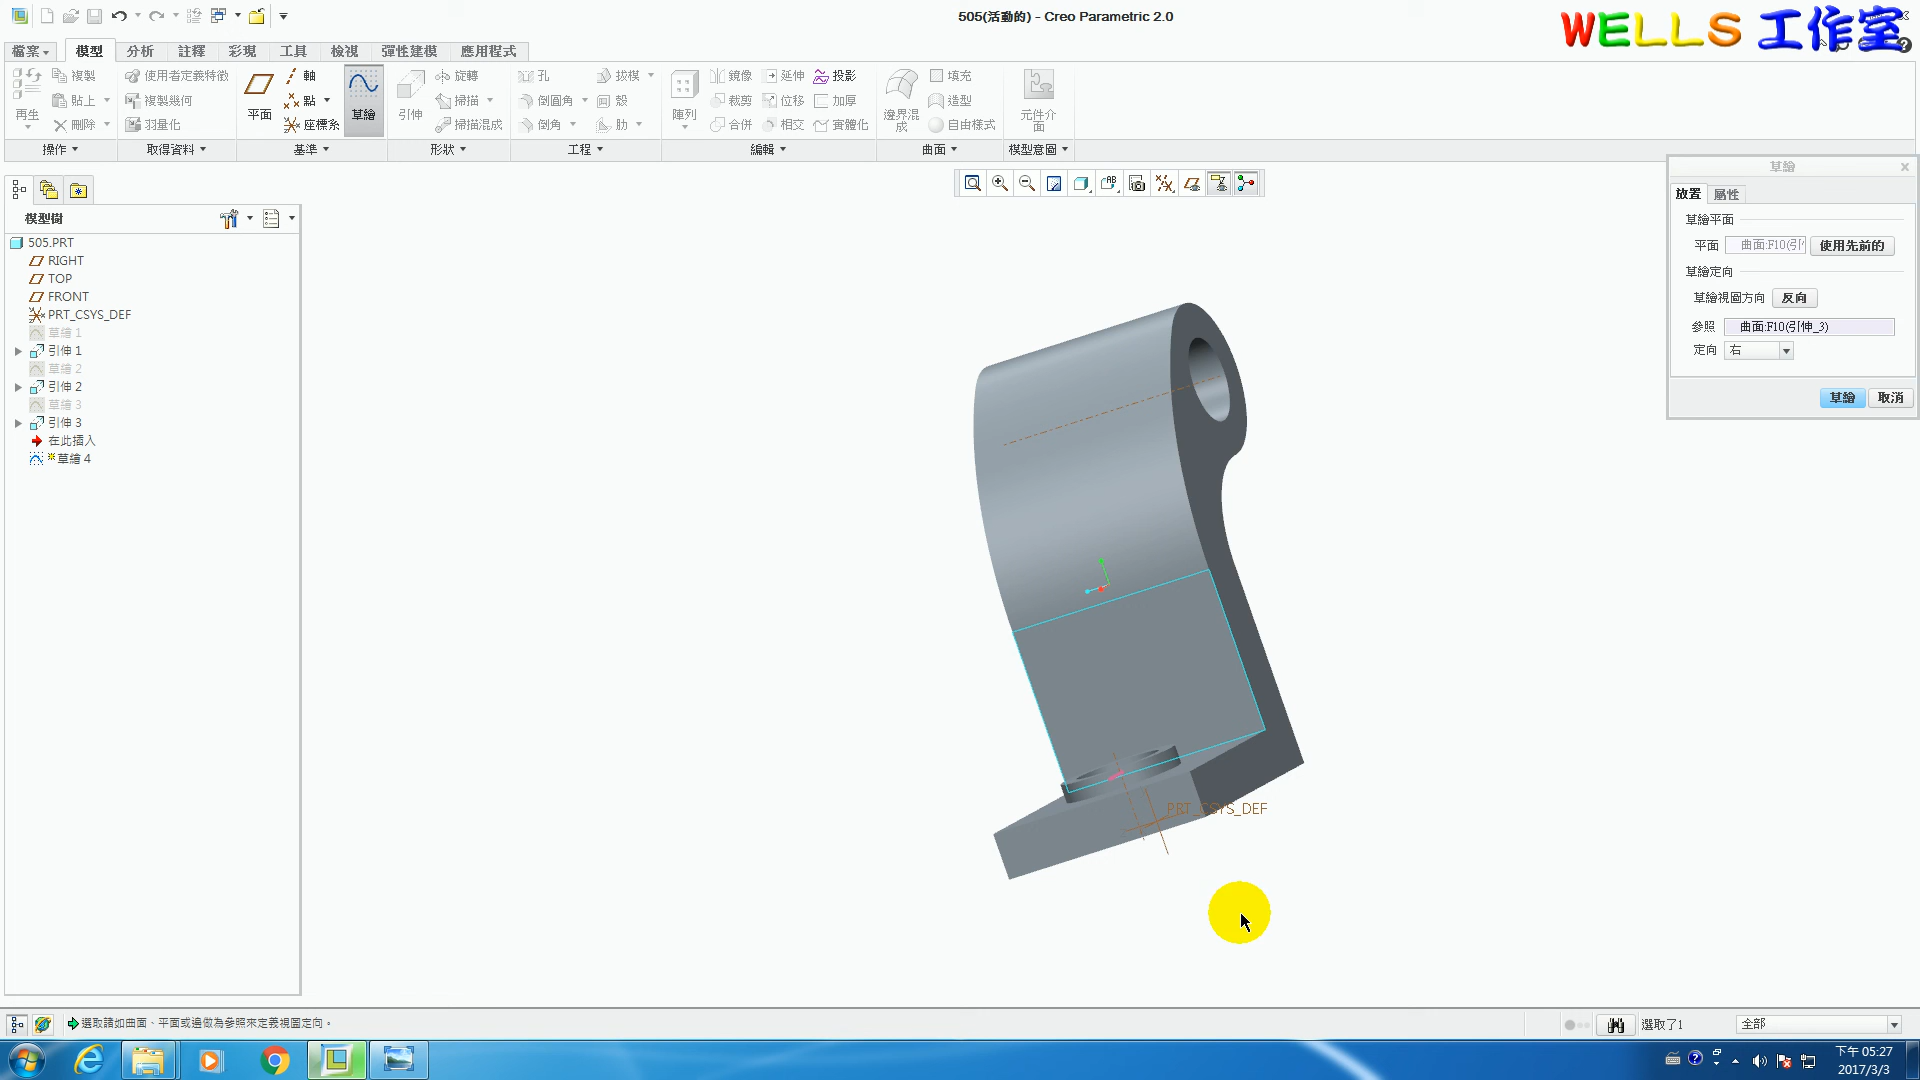 505(活動的) - Creo Parametric 2.0
WELLS 工作室
檔案 模型 分析 註釋 彩現 工具 檢視 彈性建模 應用程式
再生
複製
貼上
刪除
操作
使用者定義特徵
複製幾何
羽量化
取得資料
平面
軸
點
座標系
草繪
基準
引伸
旋轉
掃描
掃描混成
形狀
孔
倒圓角
倒角
拔模
殼
肋
工程
陣列
鏡像
裁剪
合併
延伸
位移
相交
投影
加厚
實體化
編輯
邊界混成
填充
造型
自由樣式
曲面
元件介面
模型意圖
模型樹
505.PRT
RIGHT
TOP
FRONT
PRT_CSYS_DEF
草繪 1
引伸 1
草繪 2
引伸 2
草繪 3
引伸 3
在此插入
草繪 4
PRT_CSYS_DEF
草繪
放置 屬性
草繪平面
平面 曲面:F10(引 使用先前的
草繪定向
草繪視圖方向 反向
參照 曲面:F10(引伸_3)
定向 右
草繪 取消
選取諸如曲面、平面或邊做為參照來定義視圖定向。
選取了1
全部
下午 05:27
2017/3/3